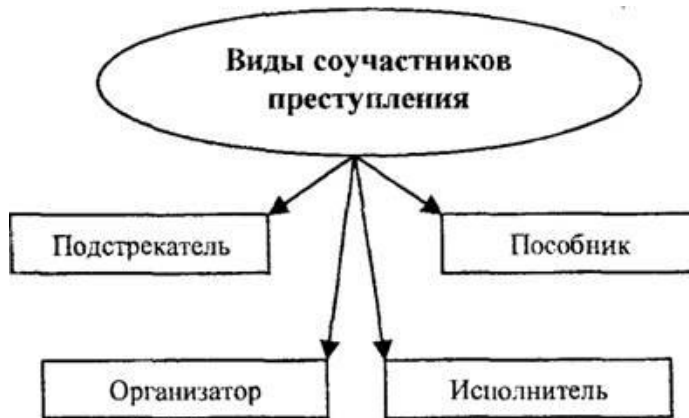 Виды соучастников
преступления
Подстрекатель
Пособник
Организатор
Исполнитель